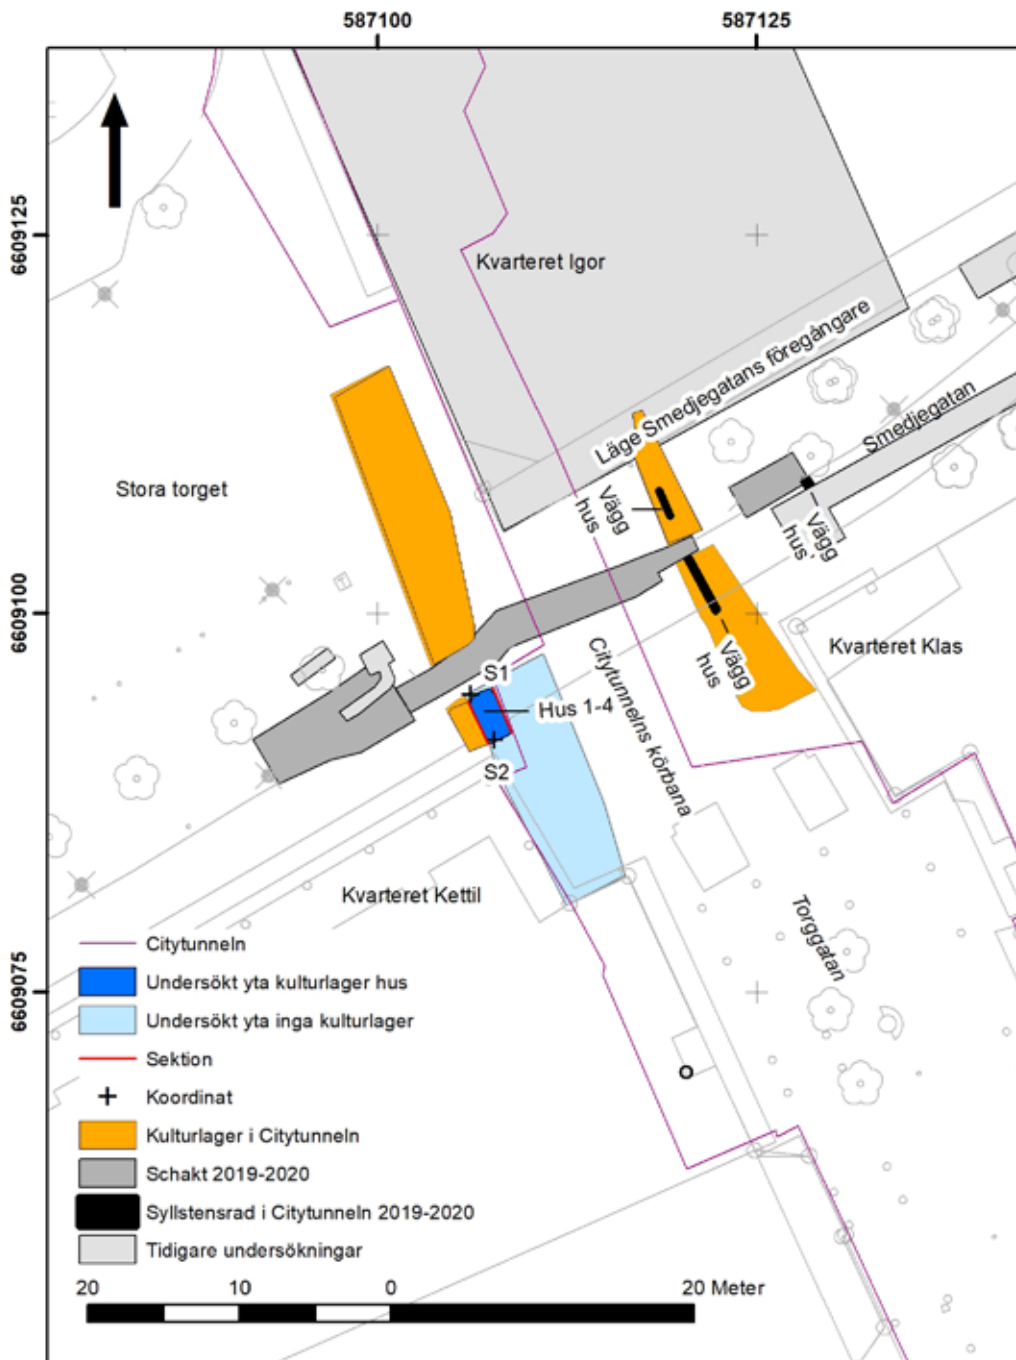 587100
587125
6609125
6609100
6609075
Kvarteret Igor
Läge Smedjegatans föregångare
Smedjegatan
Stora torget
Vägg
hus
Vägg
hus
Vägg
hus
Kvarteret Klas
Citytunnelns körbana
S1
Hus 1-4
S2
Kvarteret Kettil
Torggatan
Citytunneln
Undersökt yta kulturlager hus
Undersökt yta inga kulturlager
Sektion
Koordinat
Kulturlager i Citytunneln
Schakt 2019-2020
Syllstensrad i Citytunneln 2019-2020
Tidigare undersökningar
20 10 0 20 Meter